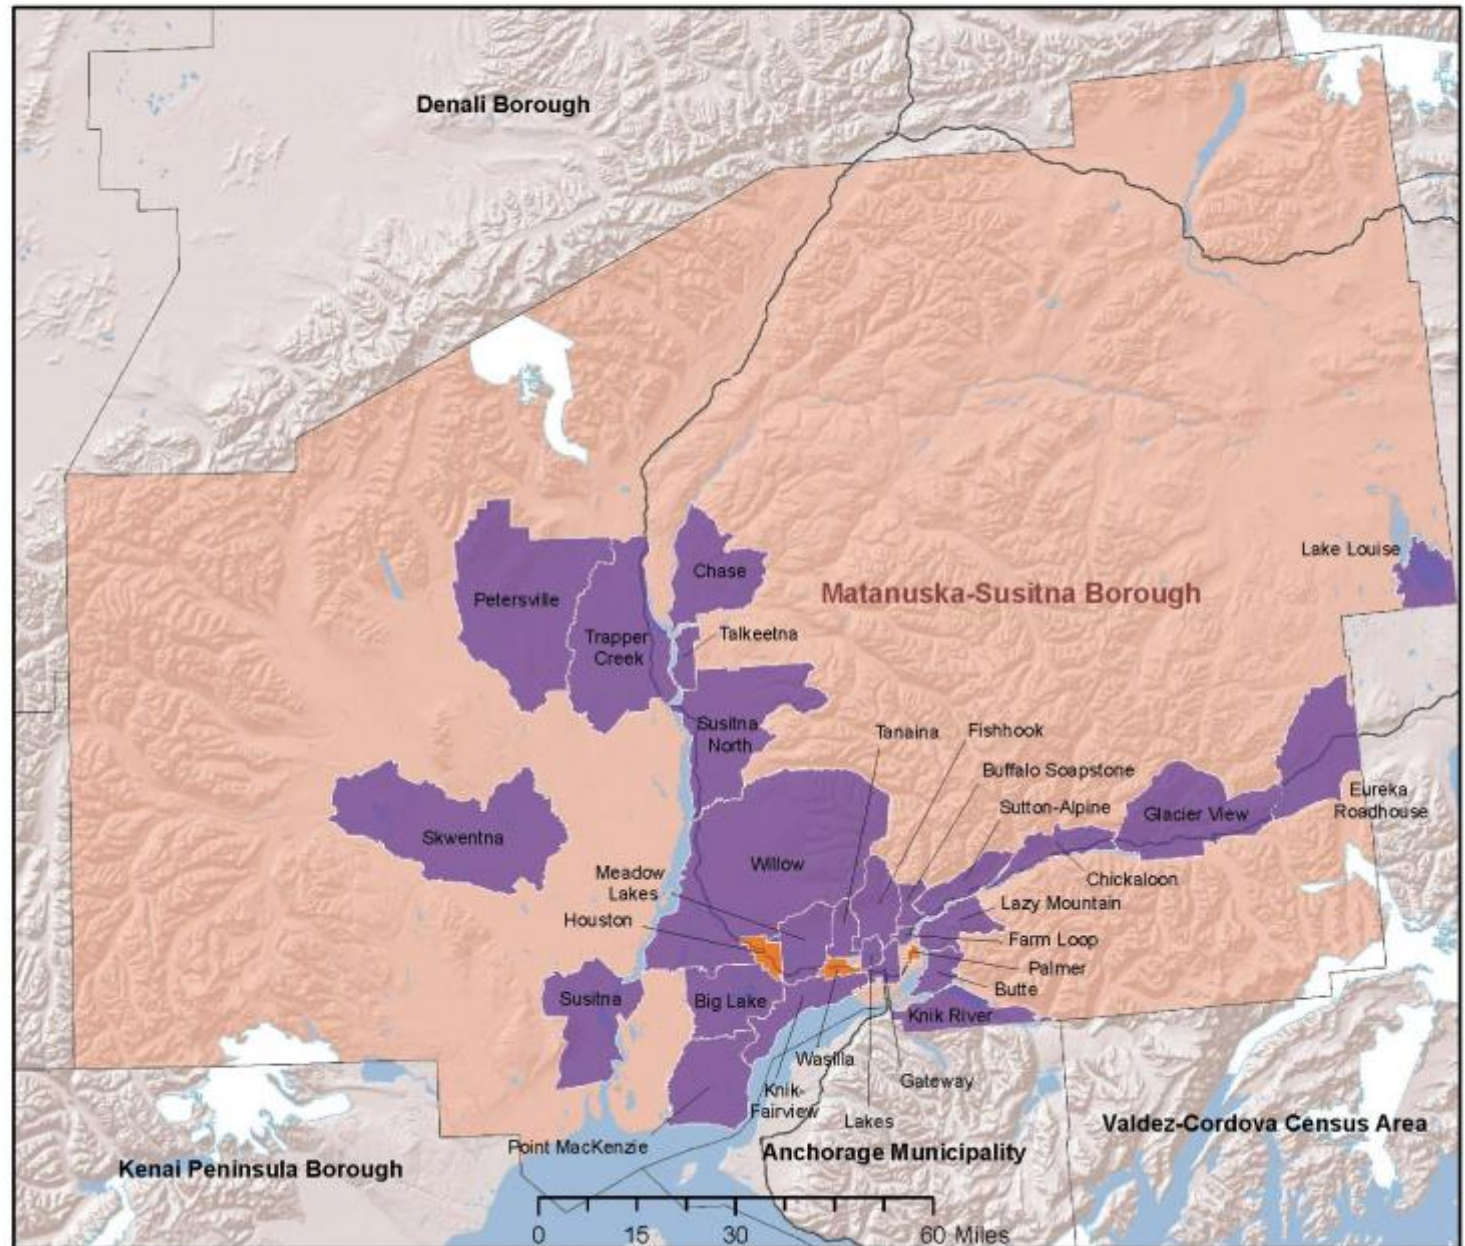 Denali Borough
Lake Louise
Chase
Matanuska-Susitna Borough
Petersville
Trapper
Creek
Talkeetna
Susitna
North
Tanaina
Fishhook
Buffalo Soapstone
Eureka
Roadhouse
Sutton-Alpine
Glacier View
Skwentna
Willow
Meadow
Lakes
Chickaloon
Lazy Mountain
Houston
Farm Loop
Palmer
Butte
Susitna
Big Lake
Knik River
Wasilla
Gateway
Knik-
Fairview
Lakes
Valdez-Cordova Census Area
Point MacKenzie
Anchorage Municipality
Kenai Peninsula Borough
0 15 30 60 Miles